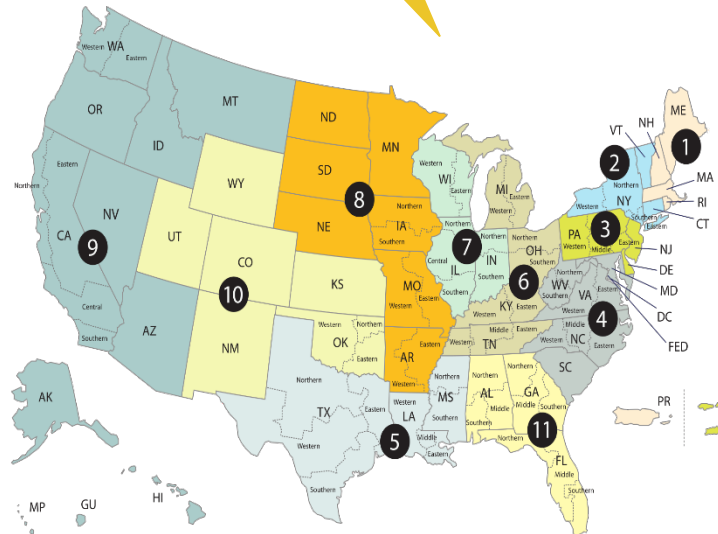 WA
Western
Eastern
OR
MT
ID
ND
MN
SD
WY
NE
8
IA
Northern
Southern
Western
WI
Eastern
MI
Eastern
Western
ME
1
NH
VT
2
Northern
Western
NY
Southern
Eastern
MA
RI
CT
Eastern
Northern
NV
CA
9
Central
Southern
UT
CO
10
KS
MO
Western
Eastern
Northern
Central
7
IL
Southern
Northern
IN
Southern
Northern
OH
Southern
6
PA
3
Western
Middle
Eastern
NJ
DE
MD
DC
FED
Northern
WV
Southern
VA
Eastern
Western
4
KY
Western
Eastern
Middle
Western
Eastern
TN
Middle
Western
NC
Eastern
SC
AZ
NM
Western
Northern
OK
Eastern
Eastern
AR
Western
Northern
TX
Eastern
Western
Southern
Western
LA
5
Middle
Eastern
Northern
MS
Southern
Northern
AL
Middle
Southern
Northern
GA
Middle
Southern
11
Northern
FL
Middle
Southern
PR
AK
HI
GU
MP